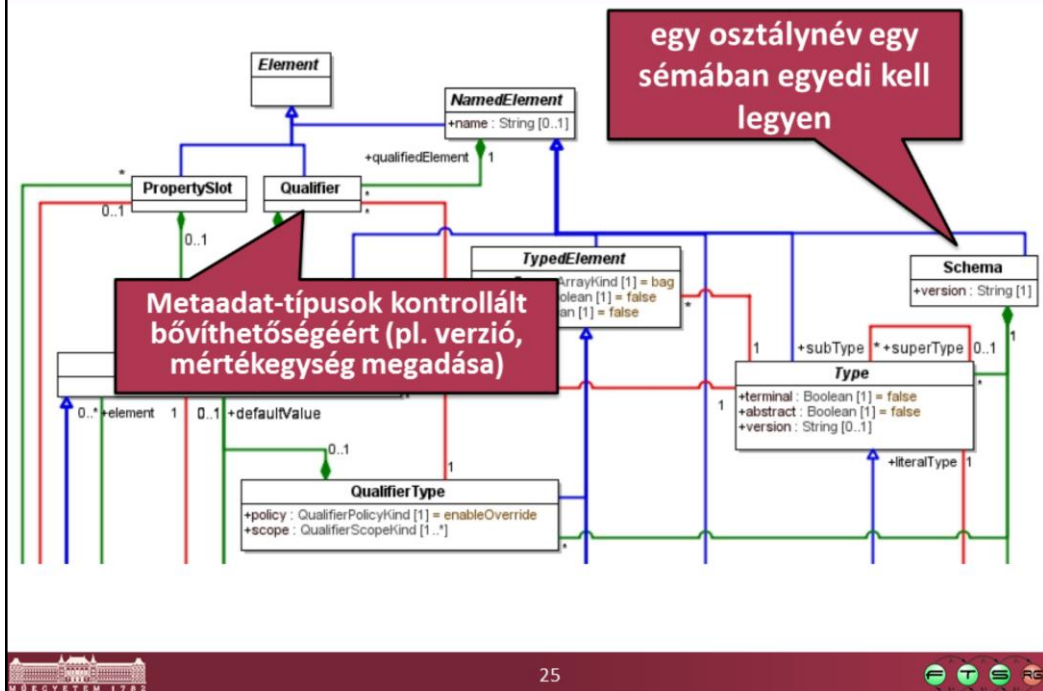 egy osztálynév egy
sémában egyedi kell
legyen
Element
NamedElement
+name : String [0..1]
+qualifiedElement
1
*
PropertySlot
Qualifier
*
0..1
*
0..1
TypedElement
ArrayKind [1] = bag
olean [1] = false
an [1] = false
*
Schema
+version : String [1]
1
Metaadat-típusok kontrollált
bővíthetőségéért (pl. verzió,
mértékegység megadása)
1
+subType
*
+superType
0..1
Type
*
+terminal : Boolean [1] = false
+abstract : Boolean [1] = false
+version : String [0..1]
1
0..*
+element
1
0..1
+defaultValue
0..1
1
+literalType
1
QualifierType
+policy : QualifierPolicyKind [1] = enableOverride
+scope : QualifierScopeKind [1..*]
*
MŰEGYETEM 1782
25
F T S RG